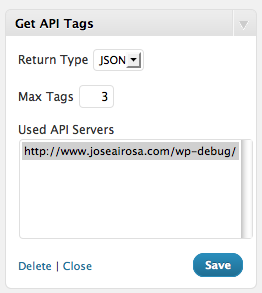 Get API Tags
Return Type JSON
Max Tags 3
Used API Servers
http://www.joseairosa.com/wp-debug/
Delete | Close Save